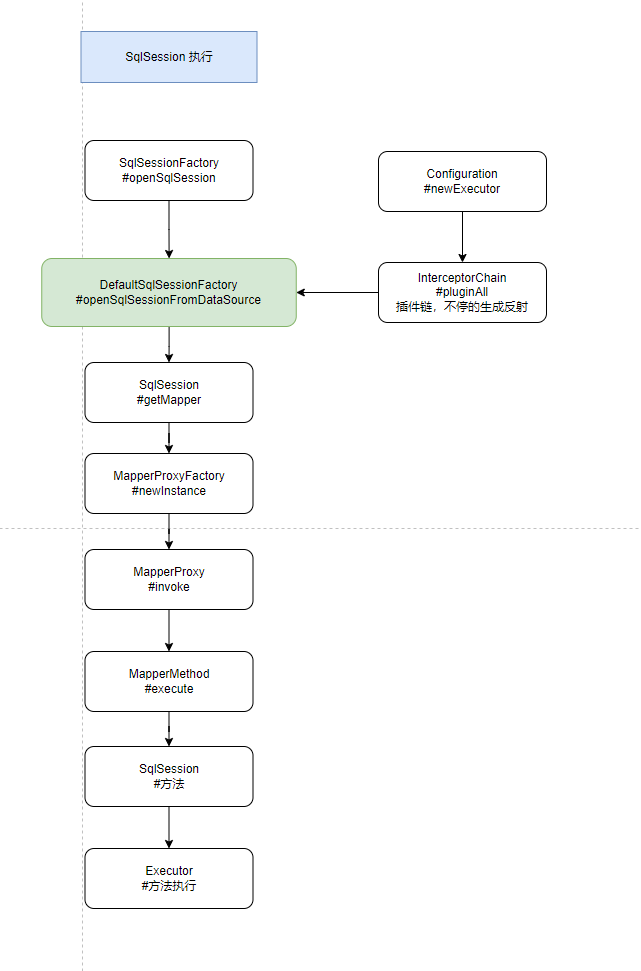 SqlSession 执行
SqlSessionFactory
#openSqlSession
Configuration
#newExecutor
DefaultSqlSessionFactory
#openSqlSessionFromDataSource
InterceptorChain
#pluginAll
插件链，不停的生成反射
SqlSession
#getMapper
MapperProxyFactory
#newInstance
MapperProxy
#invoke
MapperMethod
#execute
SqlSession
#方法
Executor
#方法执行